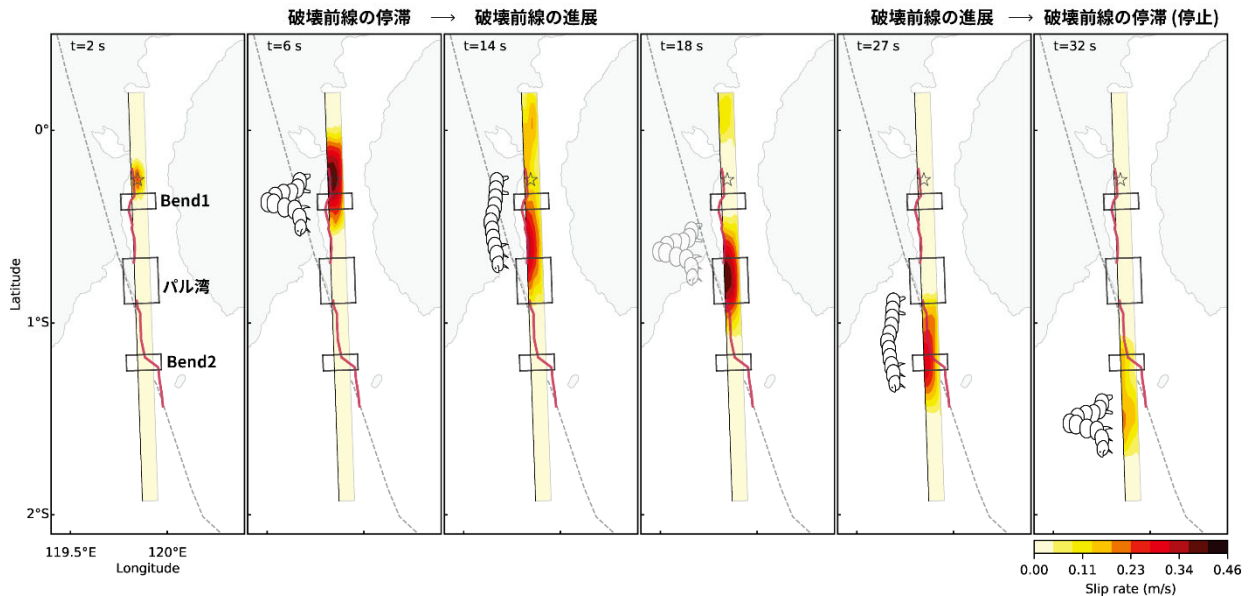 破壊前線の停滞 → 破壊前線の進展
破壊前線の進展 → 破壊前線の停滞 (停止)
t=2 s
t=6 s
t=14 s
t=18 s
t=27 s
t=32 s
0°
Bend1
パル湾
1°S
Bend2
2°S
Latitude
119.5°E 120°E
Longitude
0.00 0.11 0.23 0.34 0.46
Slip rate (m/s)